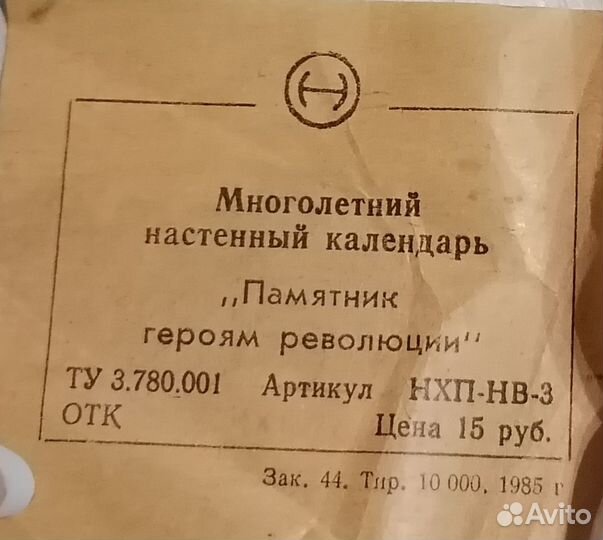 Многолетний
настенный календарь
„Памятник
героям революции"
ТУ 3.780.001 Артикул НХП-НВ-3
ОТК Цена 15 руб.
Зак. 44. Тир. 10 000. 1985 г
Avito